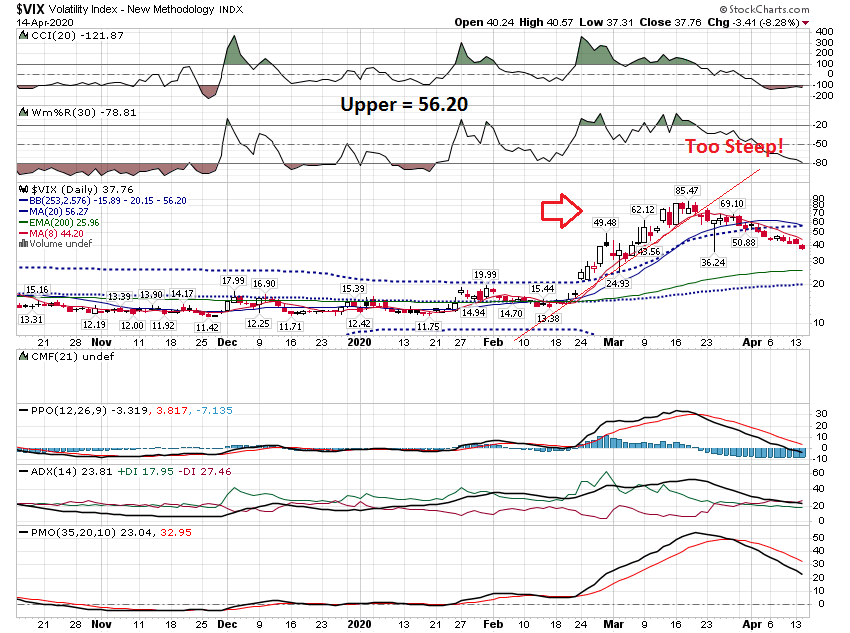 $VIX Volatility Index - New Methodology INDX © StockCharts.com
14-Apr-2020 Open 40.24 High 40.57 Low 37.31 Close 37.76 Chg -3.41 (-8.28%)
CCI(20) -121.87
400
300
200
100
0
-100
-200
Upper = 56.20
Wm%R(30) -78.81
-20
-50
-80
Too Steep!
$VIX (Daily) 37.76
BB(253,2.576) -15.89 - 20.15 - 56.20
MA(20) 56.27
EMA(200) 25.96
MA(8) 44.20
Volume undef
90
80
70
60
50
40
30
20
10
85.47
69.10
62.12
49.48
50.88
43.56
36.24
24.93
15.16 13.39 13.90 14.17 17.99 16.90 15.39 19.99 15.44
13.31 12.19 12.00 11.92 11.42 12.25 11.71 12.42 11.75 14.94 14.70 13.38
21 28 Nov 11 18 25 Dec 9 16 23 2020 13 21 27 Feb 10 18 24 Mar 9 16 23 Apr 6 13
CMF(21) undef
PPO(12,26,9) -3.319, 3.817, -7.135
30
20
10
0
-10
ADX(14) 23.81 +DI 17.95 -DI 27.46
60
40
20
0
PMO(35,20,10) 23.04, 32.95
50
40
30
20
10
0
21 28 Nov 11 18 25 Dec 9 16 23 2020 13 21 27 Feb 10 18 24 Mar 9 16 23 Apr 6 13